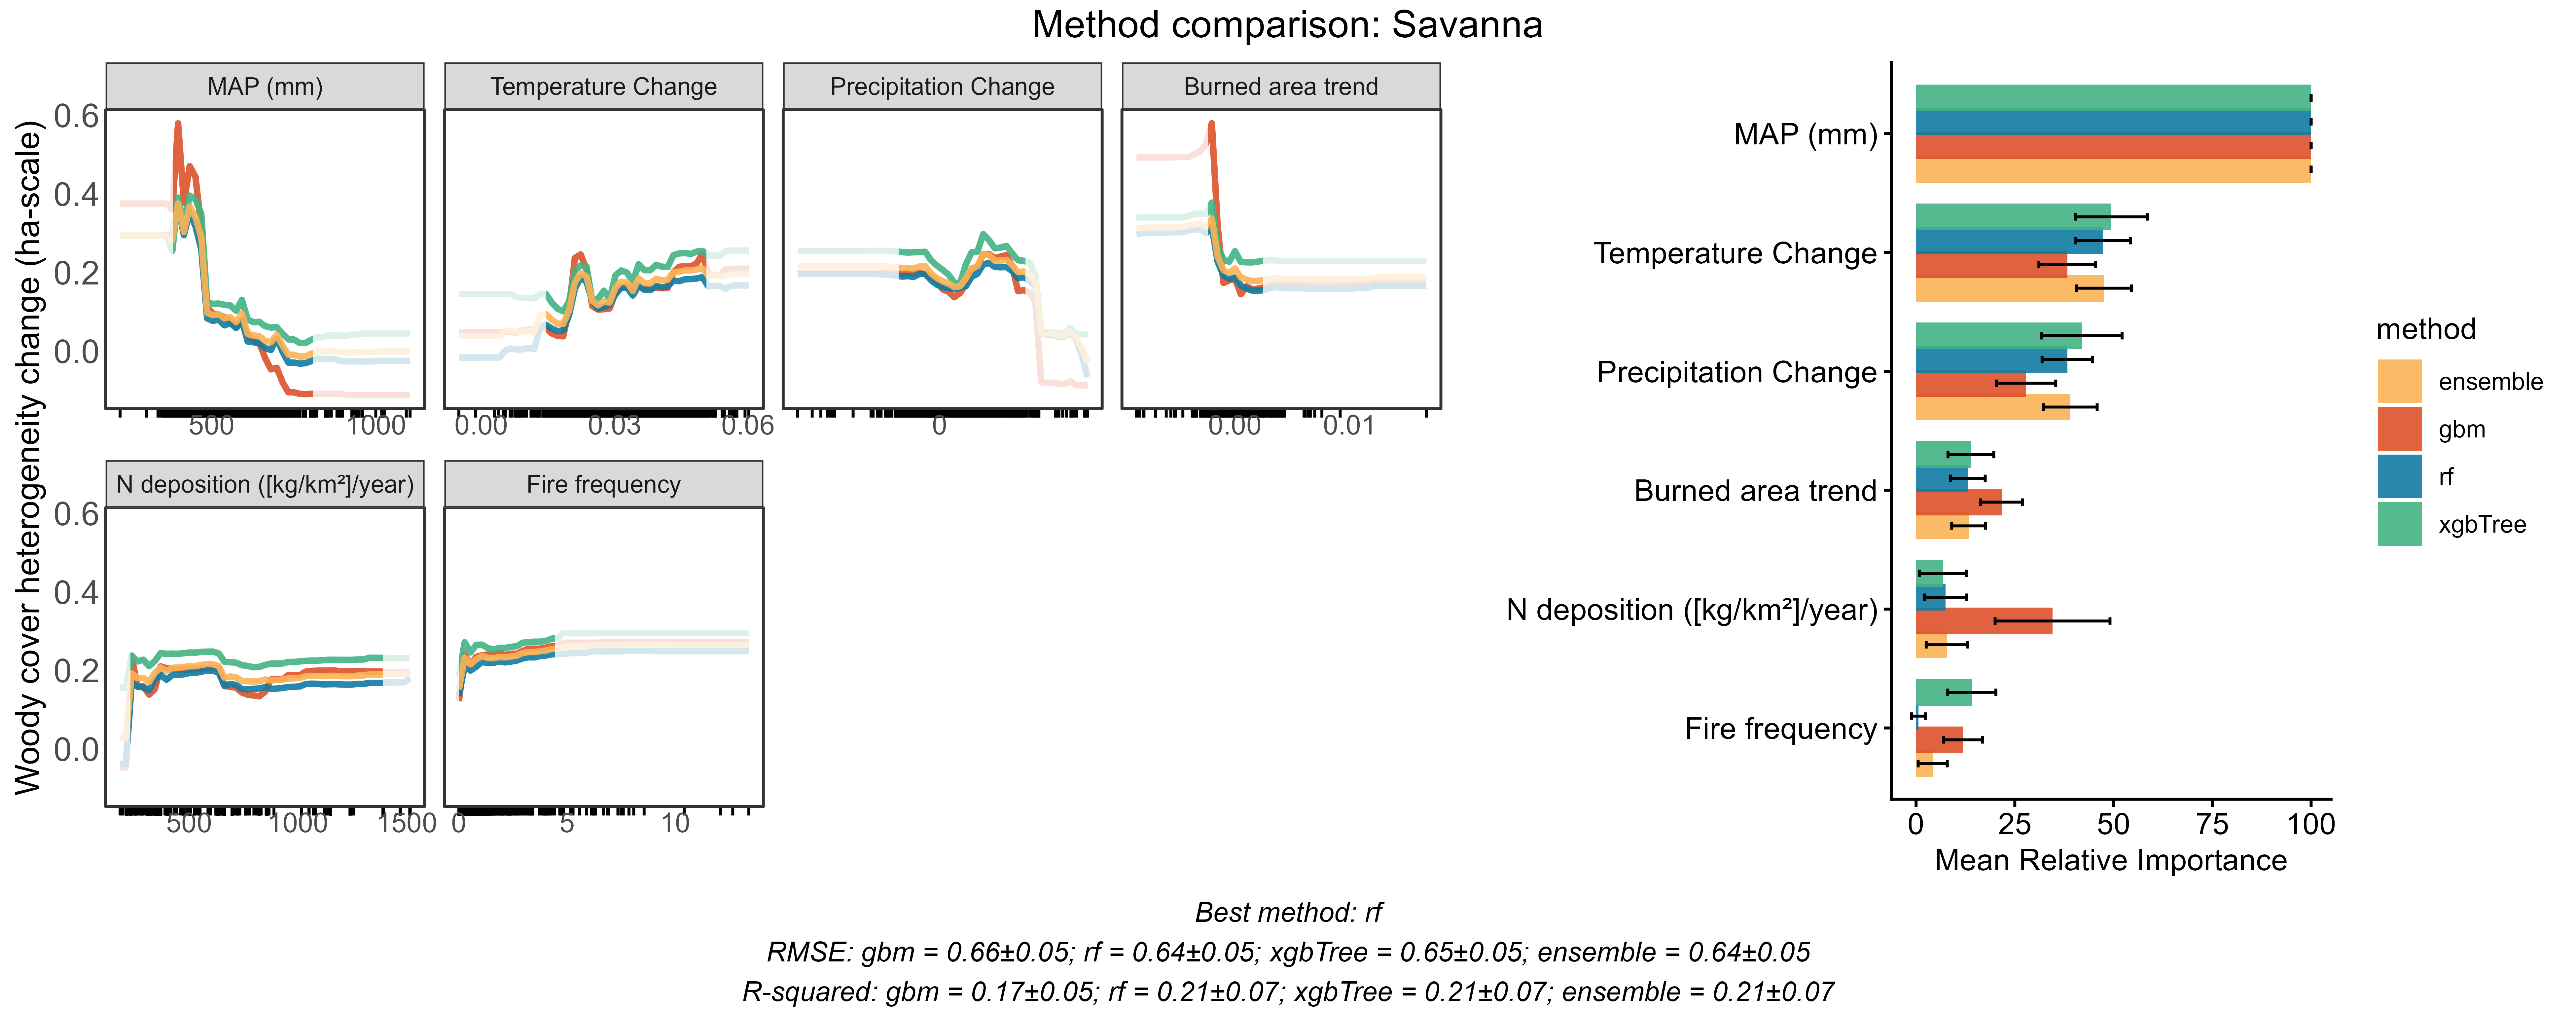 Method comparison: Savanna
Woody cover heterogeneity change (ha-scale)
MAP (mm)
Temperature Change
Precipitation Change
Burned area trend
0.6
0.4
0.2
0.0
500
1000
0.00
0.03
0.06
0
0.00
0.01
N deposition ([kg/km²]/year)
Fire frequency
0.6
0.4
0.2
0.0
500
1000
1500
0
5
10
MAP (mm)
Temperature Change
Precipitation Change
Burned area trend
N deposition ([kg/km²]/year)
Fire frequency
0
25
50
75
100
Mean Relative Importance
method
ensemble
gbm
rf
xgbTree
Best method: rf
RMSE: gbm = 0.66±0.05; rf = 0.64±0.05; xgbTree = 0.65±0.05; ensemble = 0.64±0.05
R-squared: gbm = 0.17±0.05; rf = 0.21±0.07; xgbTree = 0.21±0.07; ensemble = 0.21±0.07